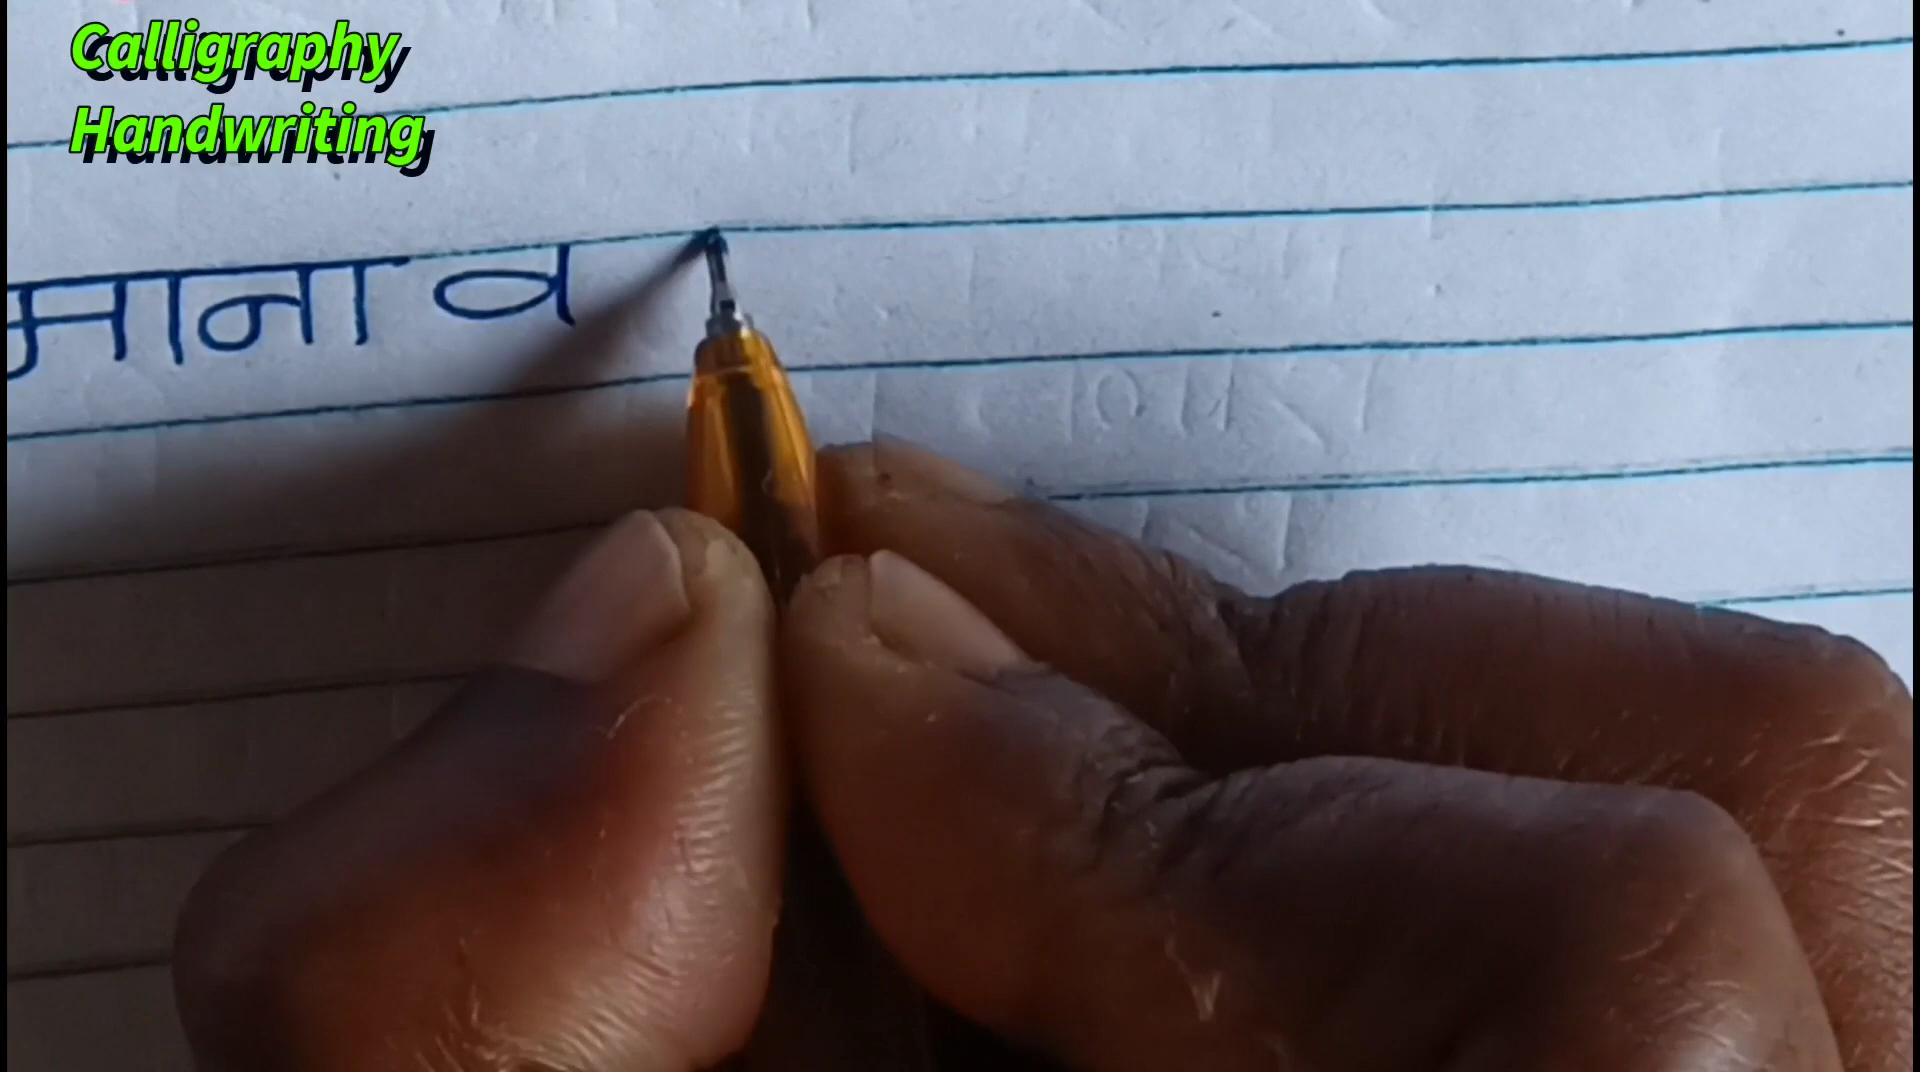 Calligraphy
Handwriting
माना व